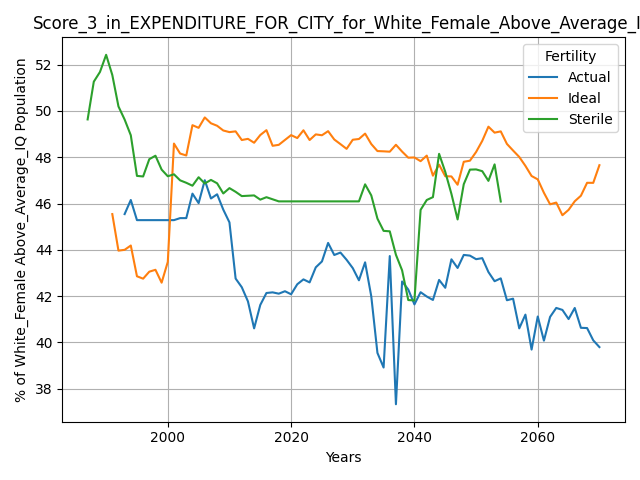 Score_3_in_EXPENDITURE_FOR_CITY_for_White_Female_Above_Average_I
Fertility
Actual
Ideal
Sterile
% of White_Female Above_Average_IQ Population
52
50
48
46
44
42
40
38
2000
2020
2040
2060
Years